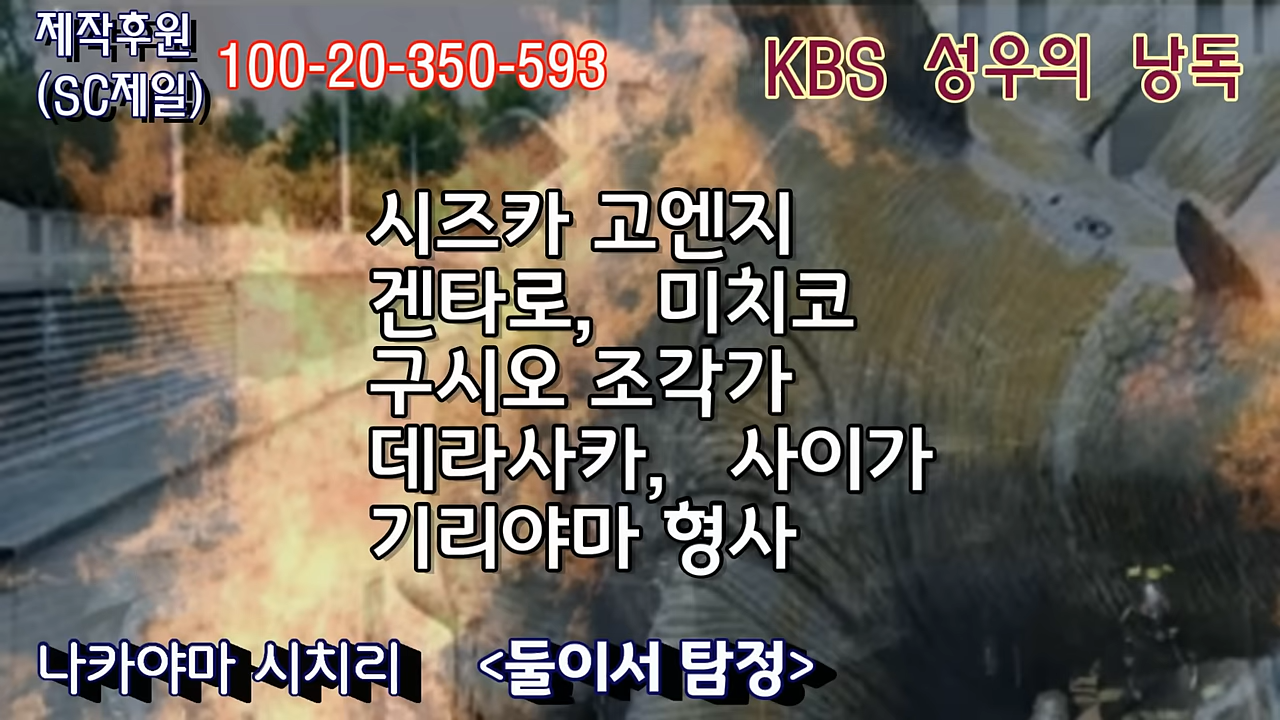 제작후원
(SC제일)
100-20-350-593
KBS 성우의 낭독
시즈카 고엔지
겐타로, 미치코
구시오 조각가
데라사카, 사이가
기리야마 형사
나카야마 시치리 <둘이서 탐정>